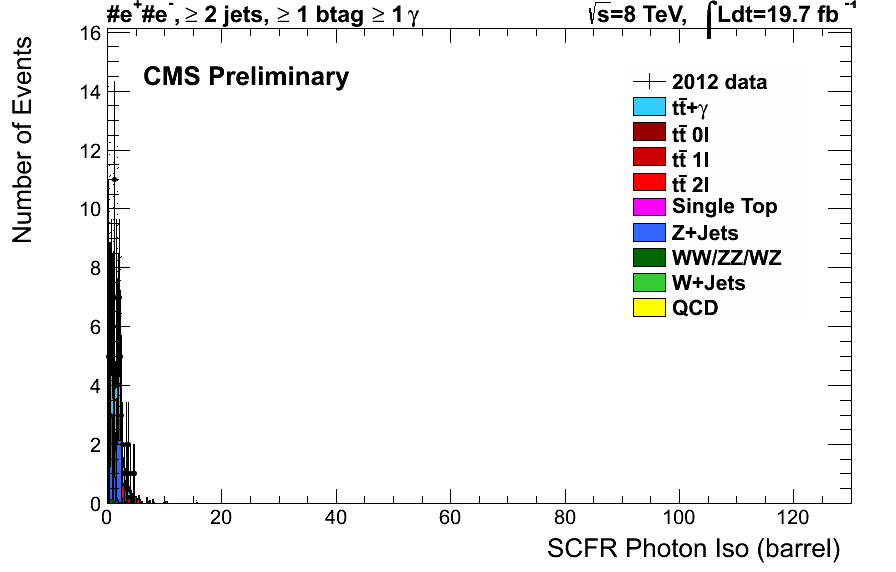 #e⁺#e⁻, ≥ 2 jets, ≥ 1 btag ≥ 1 γ
√s=8 TeV, ∫Ldt=19.7 fb⁻¹
CMS Preliminary
2012 data
tt̄+γ
tt̄ 0l
tt̄ 1l
tt̄ 2l
Single Top
Z+Jets
WW/ZZ/WZ
W+Jets
QCD
Number of Events
16
14
12
10
8
6
4
2
0
0 20 40 60 80 100 120
SCFR Photon Iso (barrel)